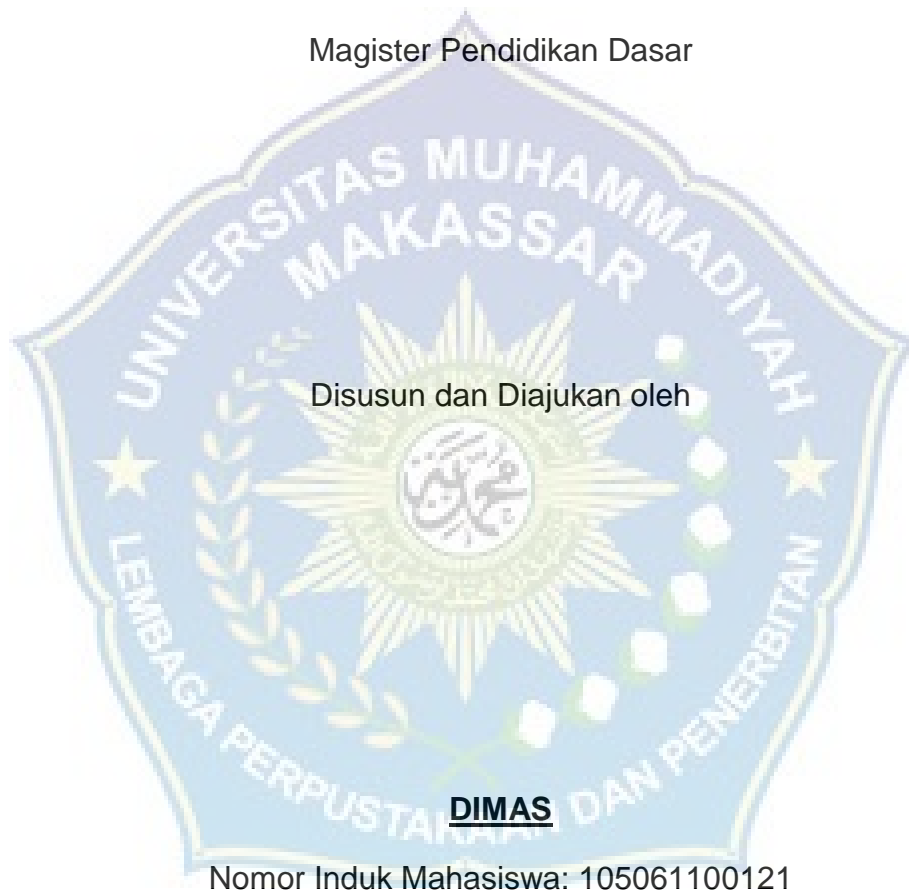 Magister Pendidikan Dasar
UNIVERSITAS MUHAMMADIYAH
MAKASSAR
Disusun dan Diajukan oleh
LEMBAGA PERPUSTAKAAN DAN PENERBITAN
DIMAS
Nomor Induk Mahasiswa: 105061100121